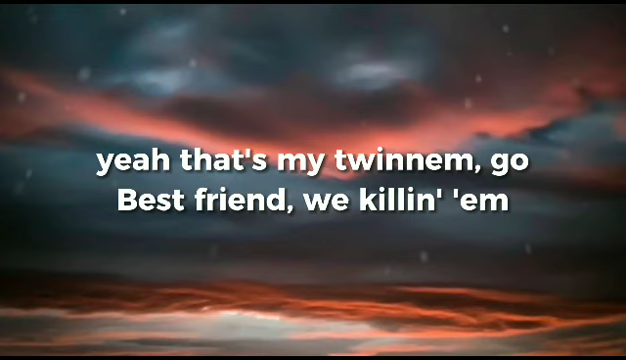 yeah that's my twinnem, go
Best friend, we killin' 'em